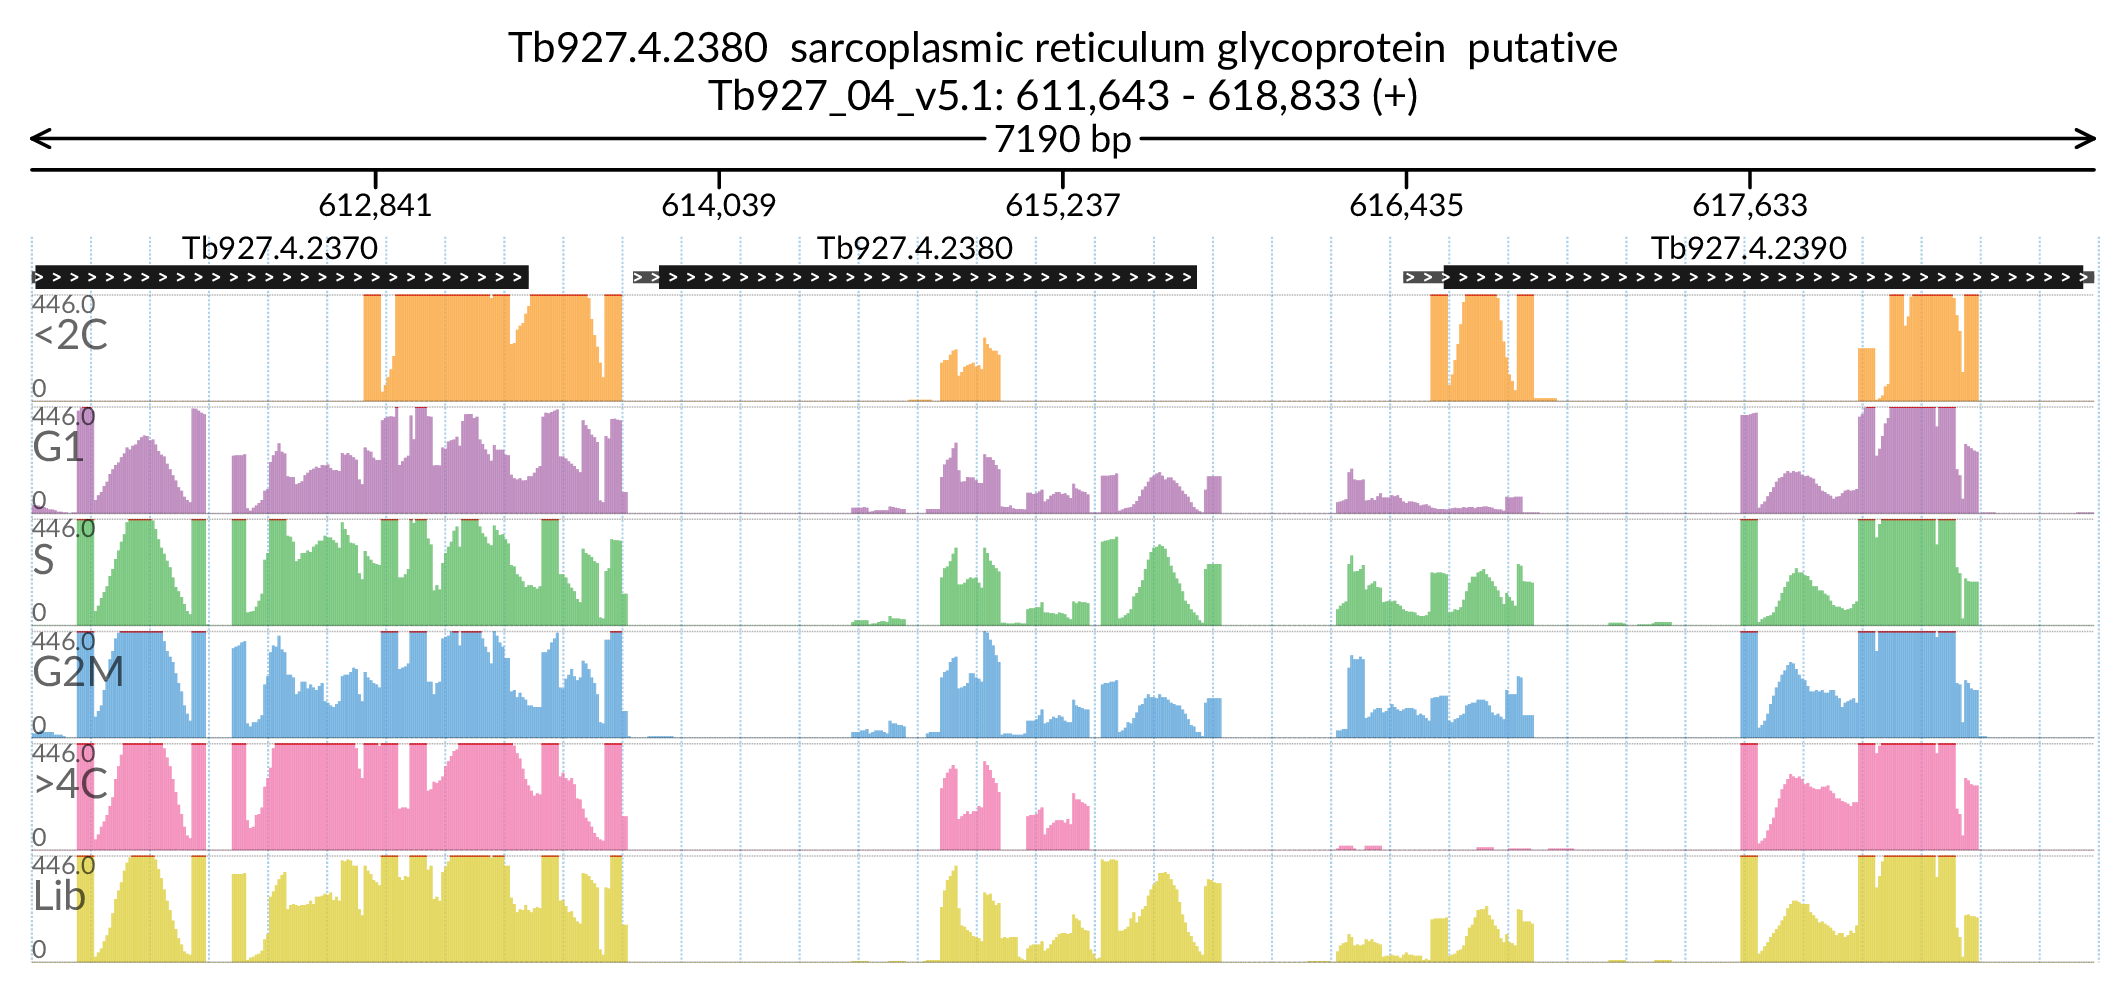 Tb927.4.2380 sarcoplasmic reticulum glycoprotein putative
Tb927_04_v5.1: 611,643 - 618,833 (+)
7190 bp
612,841 614,039 615,237 616,435 617,633
Tb927.4.2370 Tb927.4.2380 Tb927.4.2390
446.0
<2C
0
446.0
G1
0
446.0
S
0
446.0
G2M
0
446.0
>4C
0
446.0
Lib
0